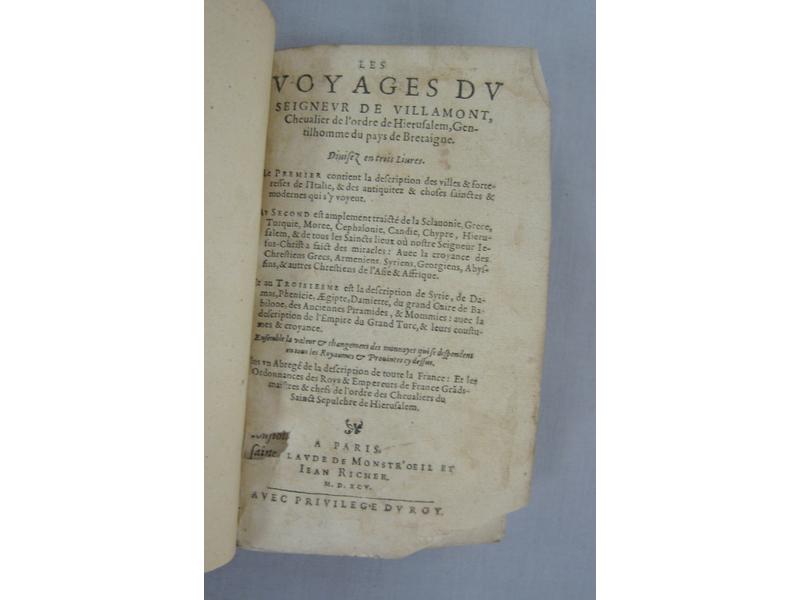 LES
VOYAGES DV
SEIGNEVR DE VILLAMONT,
Cheualier de l'ordre de Hierusalem, Gen-
tilhomme du pays de Bretaigne.
Diuisez en trois Liures.
Le PREMIER contient la description des villes & forte-
resses de l'Italie, & des antiquitez & choses sainctes &
modernes qui s'y voyent.
AV SECOND est amplement traicté de la Sclauonie, Grece,
Turquie, Moree, Cephalonie, Candie, Chypre, Hieru-
salem, & de tous les Saincts lieux où nostre Seigneur Ie-
sus-Christ a faict des miracles: Auec la croyance des
Chrestiens Grecs, Armeniens, Syriens, Georgiens, Abys-
sins, & autres Chrestiens de l'Asie & Affrique.
Et au TROISIESME est la description de Syrie, de Da-
mas, Phenicie, Ægipte, Damiette, du grand Caire de Ba-
bilone, des Anciennes Piramides, & Mommies: auec la
description de l'Empire du Grand Turc, & leurs coustu-
mes & croyance.
Ensemble la valeur & changement des monnoyes qui se despendent
en tous les Royaumes & Prouinces cy dessus.
vn Abregé de la description de toute la France: Et les
Ordonnances des Roys & Empereurs de France Grāds-
maistres & chefs de l'ordre des Cheualiers du
Sainct Sepulchre de Hierusalem.
A PARIS,
LAVDE DE MONSTR'OEIL ET
IEAN RICHER.
M. D. XCV.
AVEC PRIVILEGE DV ROY.